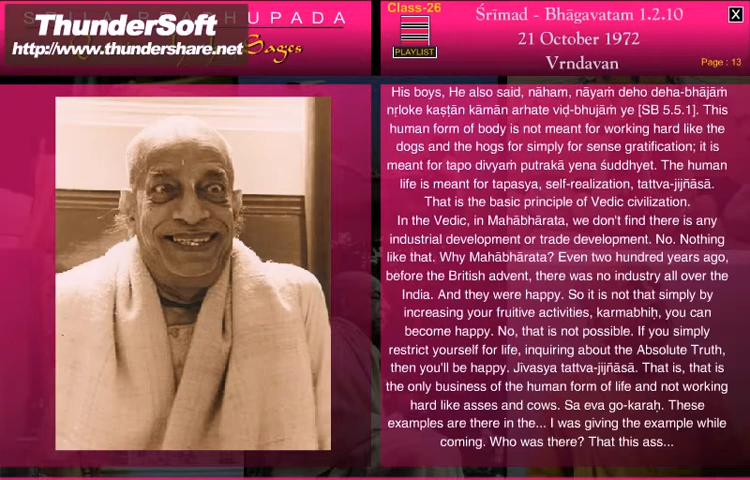 ThunderSoft
http://www.thundershare.net
HUPADA
Sages
Class-26
PLAYLIST
Śrīmad - Bhāgavatam 1.2.10
21 October 1972
Vrndavan
X
Page : 13
His boys, He also said, nāham, nāyaṁ deho deha-bhājāṁ
nṛloke kaṣṭān kāmān arhate viḍ-bhujāṁ ye [SB 5.5.1]. This
human form of body is not meant for working hard like the
dogs and the hogs for simply for sense gratification; it is
meant for tapo divyaṁ putrakā yena śuddhyet. The human
life is meant for tapasya, self-realization, tattva-jijñāsā.
That is the basic principle of Vedic civilization.
In the Vedic, in Mahābhārata, we don't find there is any
industrial development or trade development. No. Nothing
like that. Why Mahābhārata? Even two hundred years ago,
before the British advent, there was no industry all over the
India. And they were happy. So it is not that simply by
increasing your fruitive activities, karmabhiḥ, you can
become happy. No, that is not possible. If you simply
restrict yourself for life, inquiring about the Absolute Truth,
then you'll be happy. Jivasya tattva-jijñāsā. That is, that is
the only business of the human form of life and not working
hard like asses and cows. Sa eva go-karaḥ. These
examples are there in the... I was giving the example while
coming. Who was there? That this ass...